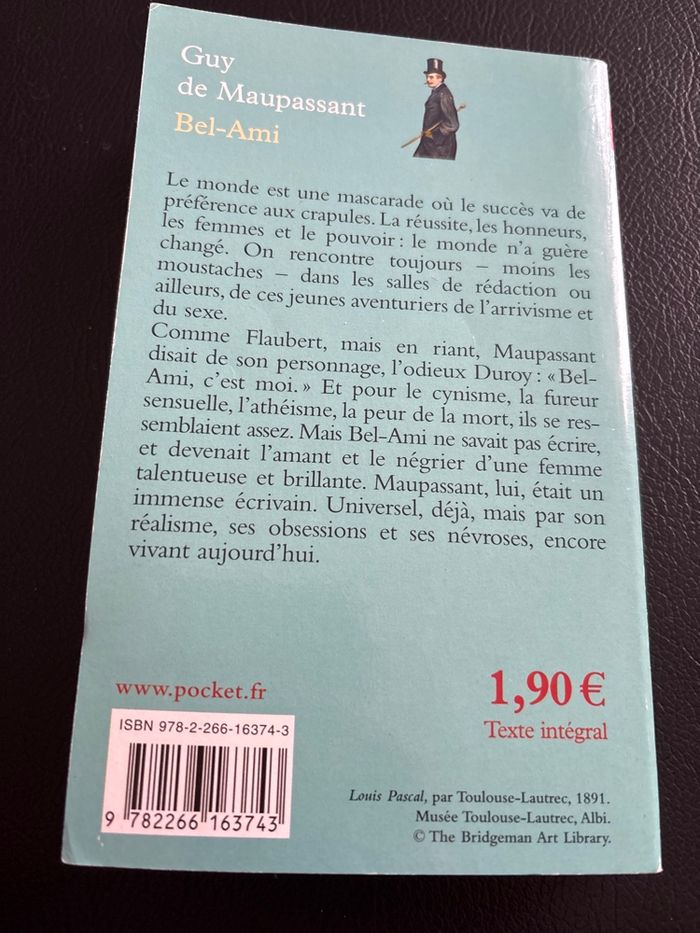 Guy
de Maupassant
Bel-Ami
Le monde est une mascarade où le succès va de
préférence aux crapules. La réussite, les honneurs,
les femmes et le pouvoir : le monde n'a guère
changé. On rencontre toujours – moins les
moustaches – dans les salles de rédaction ou
ailleurs, de ces jeunes aventuriers de l'arrivisme et
du sexe.
Comme Flaubert, mais en riant, Maupassant
disait de son personnage, l'odieux Duroy : « Bel-
Ami, c'est moi. » Et pour le cynisme, la fureur
sensuelle, l'athéisme, la peur de la mort, ils se res-
semblaient assez. Mais Bel-Ami ne savait pas écrire,
et devenait l'amant et le négrier d'une femme
talentueuse et brillante. Maupassant, lui, était un
immense écrivain. Universel, déjà, mais par son
réalisme, ses obsessions et ses névroses, encore
vivant aujourd'hui.
www.pocket.fr
1,90 €
Texte intégral
ISBN 978-2-266-16374-3
9 782266 163743
Louis Pascal, par Toulouse-Lautrec, 1891.
Musée Toulouse-Lautrec, Albi.
© The Bridgeman Art Library.